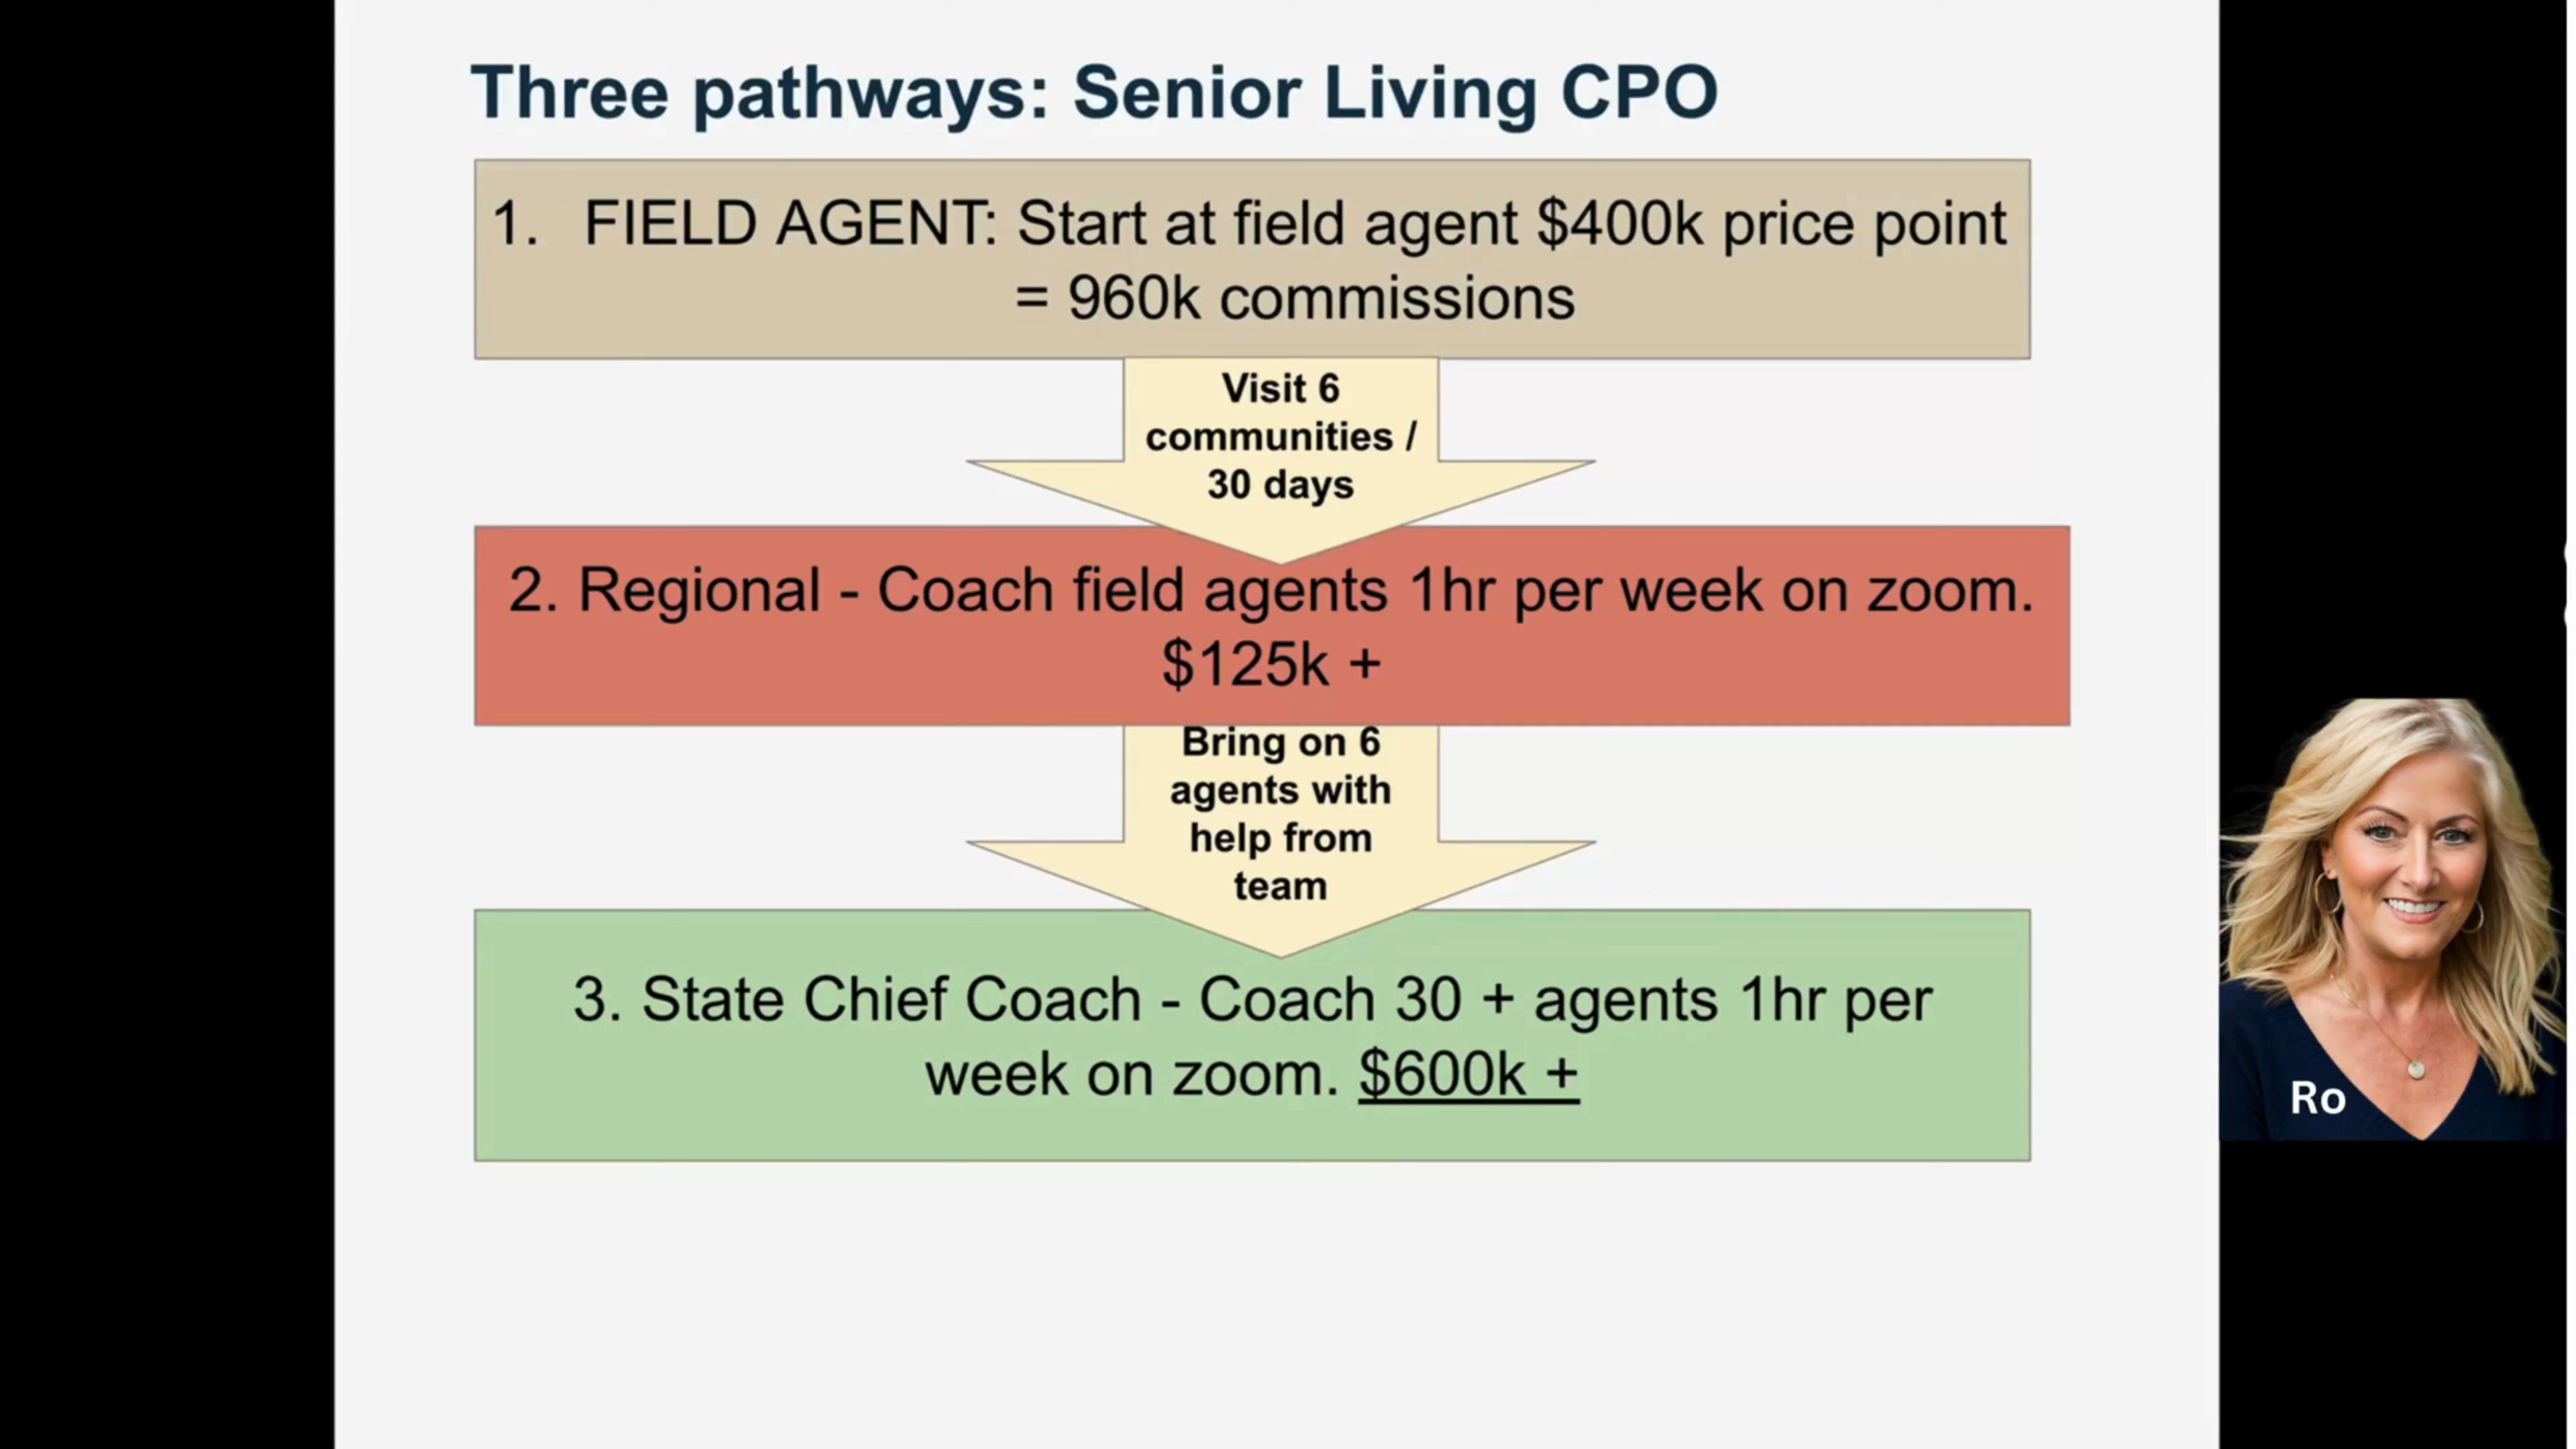 Three pathways: Senior Living CPO
1. FIELD AGENT: Start at field agent $400k price point
= 960k commissions
Visit 6
communities /
30 days
2. Regional - Coach field agents 1hr per week on zoom.
$125k +
Bring on 6
agents with
help from
team
3. State Chief Coach - Coach 30 + agents 1hr per
week on zoom. $600k +
Ro